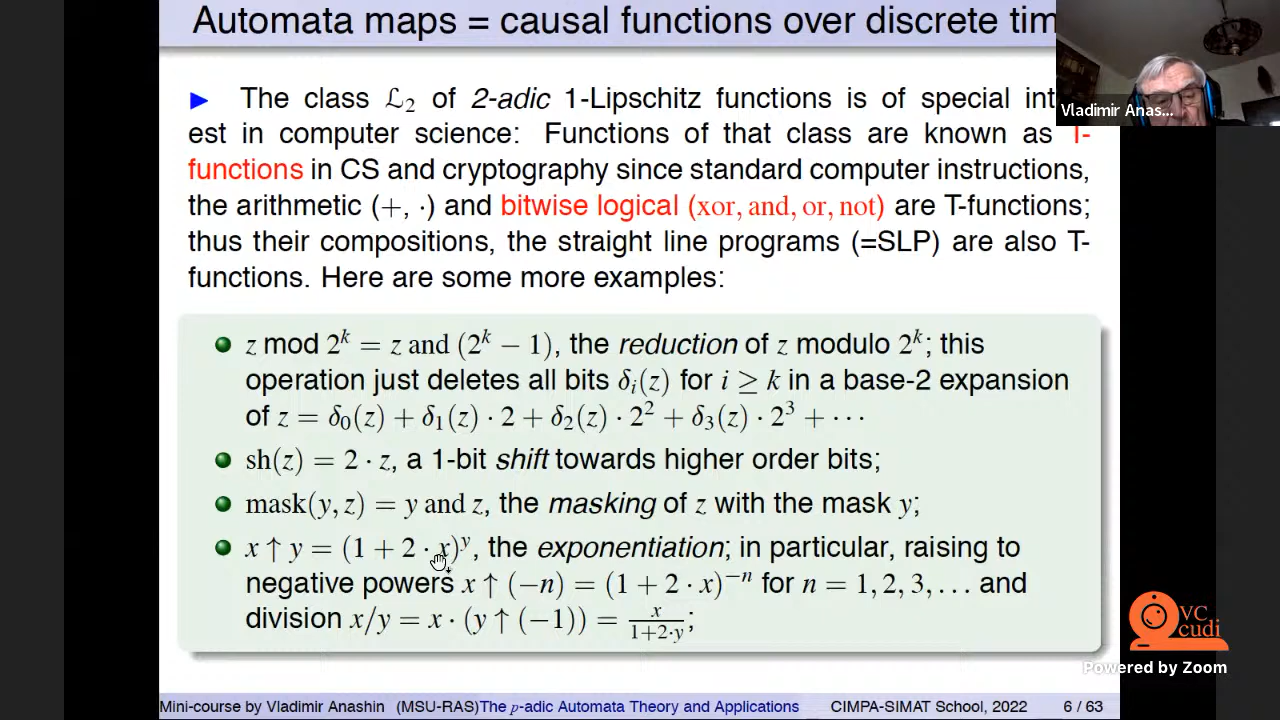 Automata maps = causal functions over discrete tim
Vladimir Anas...
▶ The class ℒ₂ of 2-adic 1-Lipschitz functions is of special int
est in computer science: Functions of that class are known as T-
functions in CS and cryptography since standard computer instructions,
the arithmetic (+, ·) and bitwise logical (xor, and, or, not) are T-functions;
thus their compositions, the straight line programs (=SLP) are also T-
functions. Here are some more examples:
z mod 2ᵏ = z and (2ᵏ − 1), the reduction of z modulo 2ᵏ; this
operation just deletes all bits δᵢ(z) for i ≥ k in a base-2 expansion
of z = δ₀(z) + δ₁(z) · 2 + δ₂(z) · 2² + δ₃(z) · 2³ + ···
sh(z) = 2 · z, a 1-bit shift towards higher order bits;
mask(y, z) = y and z, the masking of z with the mask y;
x ↑ y = (1 + 2 · x)ʸ, the exponentiation; in particular, raising to
negative powers x ↑ (−n) = (1 + 2 · x)⁻ⁿ for n = 1, 2, 3, … and
division x/y = x · (y ↑ (−1)) = x/(1+2·y);
VC
cudi
Powered by Zoom
Mini-course by Vladimir Anashin (MSU-RAS) The p-adic Automata Theory and Applications CIMPA-SIMAT School, 2022 6 / 63